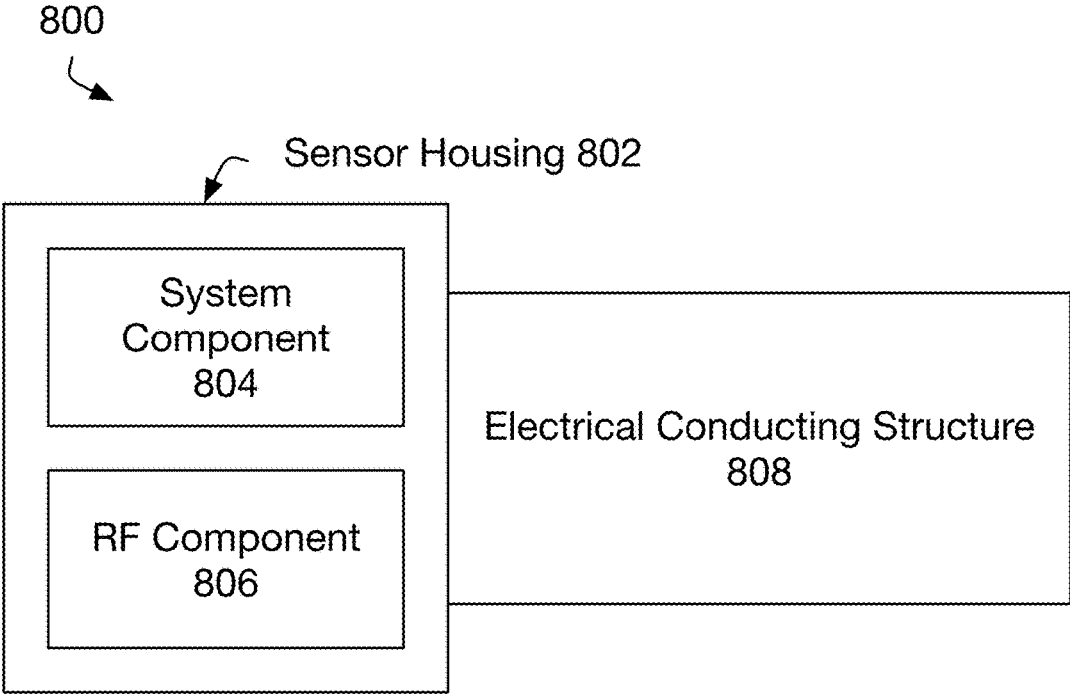 800
Sensor Housing 802
System
Component
804
Electrical Conducting Structure
808
RF Component
806